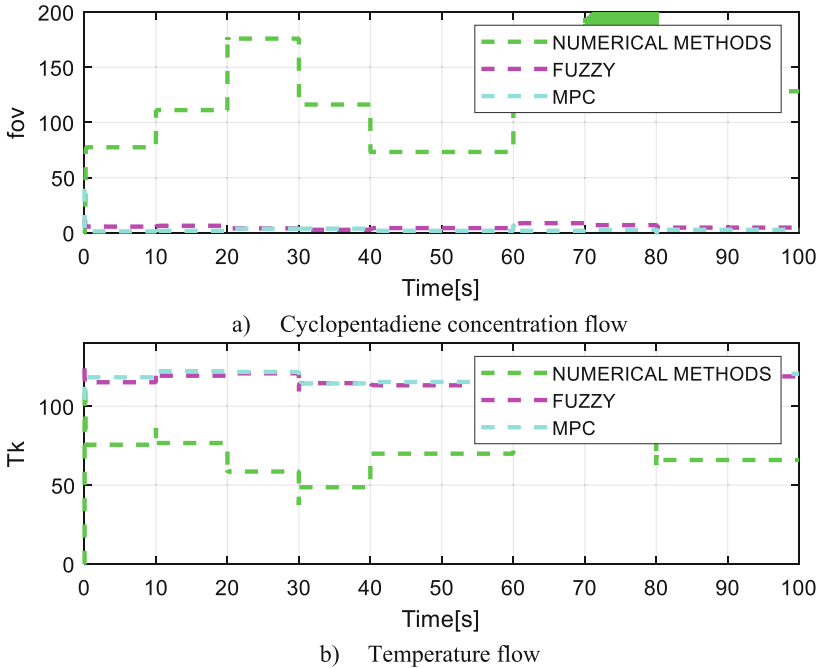 200
150
100
50
0
fov
NUMERICAL METHODS
FUZZY
MPC
0 10 20 30 40 50 60 70 80 90 100
Time[s]
a) Cyclopentadiene concentration flow
100
50
0
Tk
NUMERICAL METHODS
FUZZY
MPC
0 10 20 30 40 50 60 70 80 90 100
Time[s]
b) Temperature flow